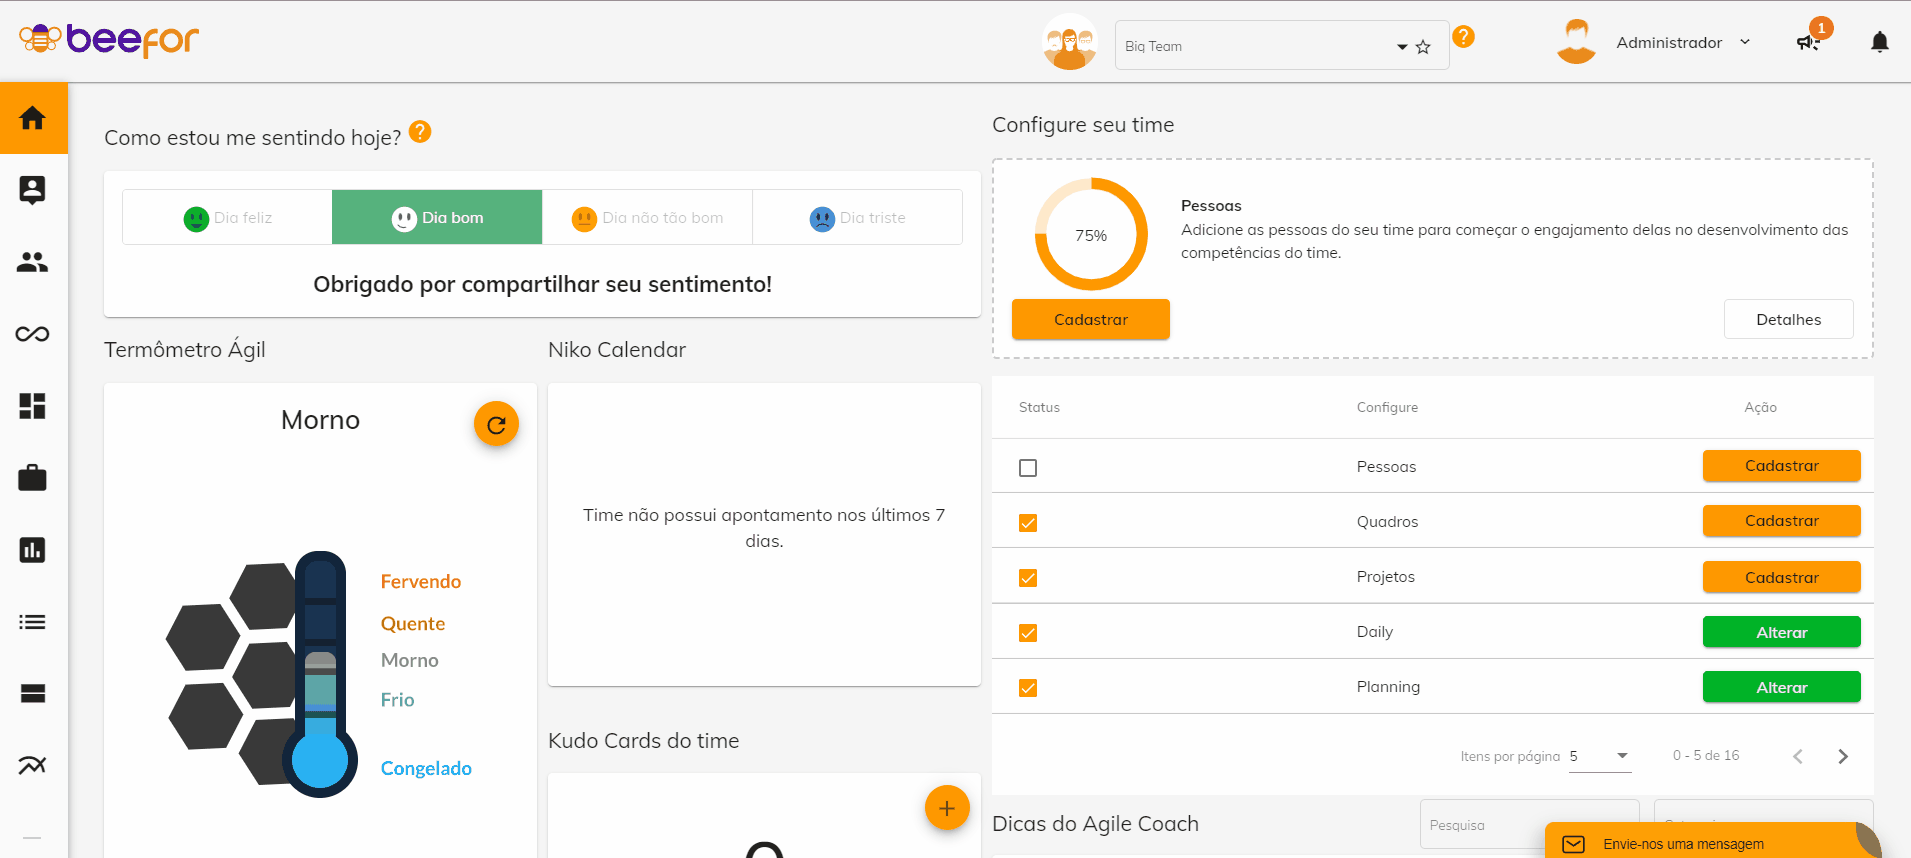 beefor
Biq Team
?
Administrador
1
Como estou me sentindo hoje? ?
Dia feliz
Dia bom
Dia não tão bom
Dia triste
Obrigado por compartilhar seu sentimento!
Termômetro Ágil
Morno
Fervendo
Quente
Morno
Frio
Congelado
Niko Calendar
Time não possui apontamento nos últimos 7
dias.
Kudo Cards do time
+
Configure seu time
75%
Pessoas
Adicione as pessoas do seu time para começar o engajamento delas no desenvolvimento das
competências do time.
Cadastrar
Detalhes
Status Configure Ação
Pessoas Cadastrar
Quadros Cadastrar
Projetos Cadastrar
Daily Alterar
Planning Alterar
Itens por página 5 0 - 5 de 16
Dicas do Agile Coach
Pesquisa
Envie-nos uma mensagem